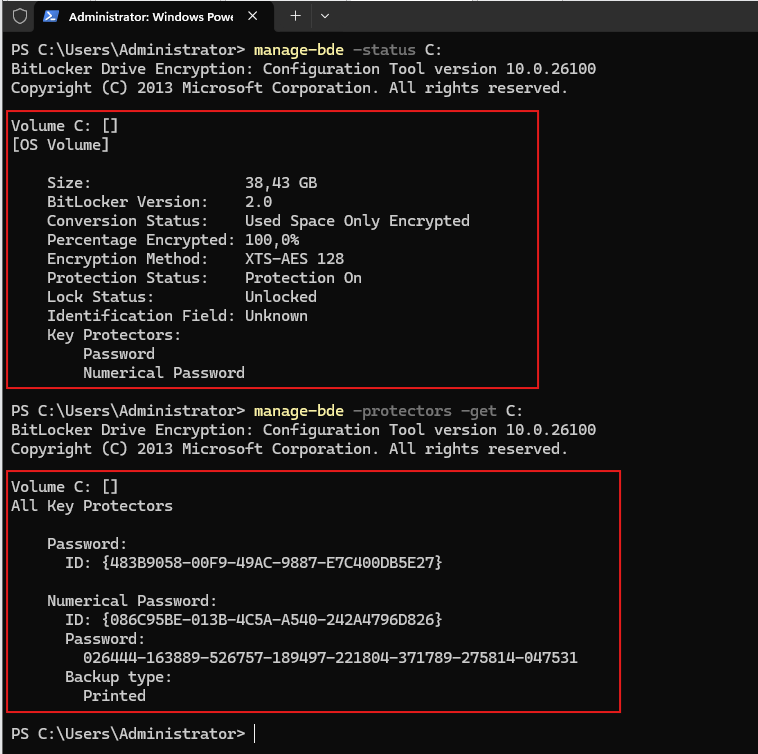 Administrator: Windows Powe
PS C:\Users\Administrator> manage-bde -status C:
BitLocker Drive Encryption: Configuration Tool version 10.0.26100
Copyright (C) 2013 Microsoft Corporation. All rights reserved.
Volume C: []
[OS Volume]
Size: 38,43 GB
BitLocker Version: 2.0
Conversion Status: Used Space Only Encrypted
Percentage Encrypted: 100,0%
Encryption Method: XTS-AES 128
Protection Status: Protection On
Lock Status: Unlocked
Identification Field: Unknown
Key Protectors:
Password
Numerical Password
PS C:\Users\Administrator> manage-bde -protectors -get C:
BitLocker Drive Encryption: Configuration Tool version 10.0.26100
Copyright (C) 2013 Microsoft Corporation. All rights reserved.
Volume C: []
All Key Protectors
Password:
ID: {483B9058-00F9-49AC-9887-E7C400DB5E27}
Numerical Password:
ID: {086C95BE-013B-4C5A-A540-242A4796D826}
Password:
026444-163889-526757-189497-221804-371789-275814-047531
Backup type:
Printed
PS C:\Users\Administrator>